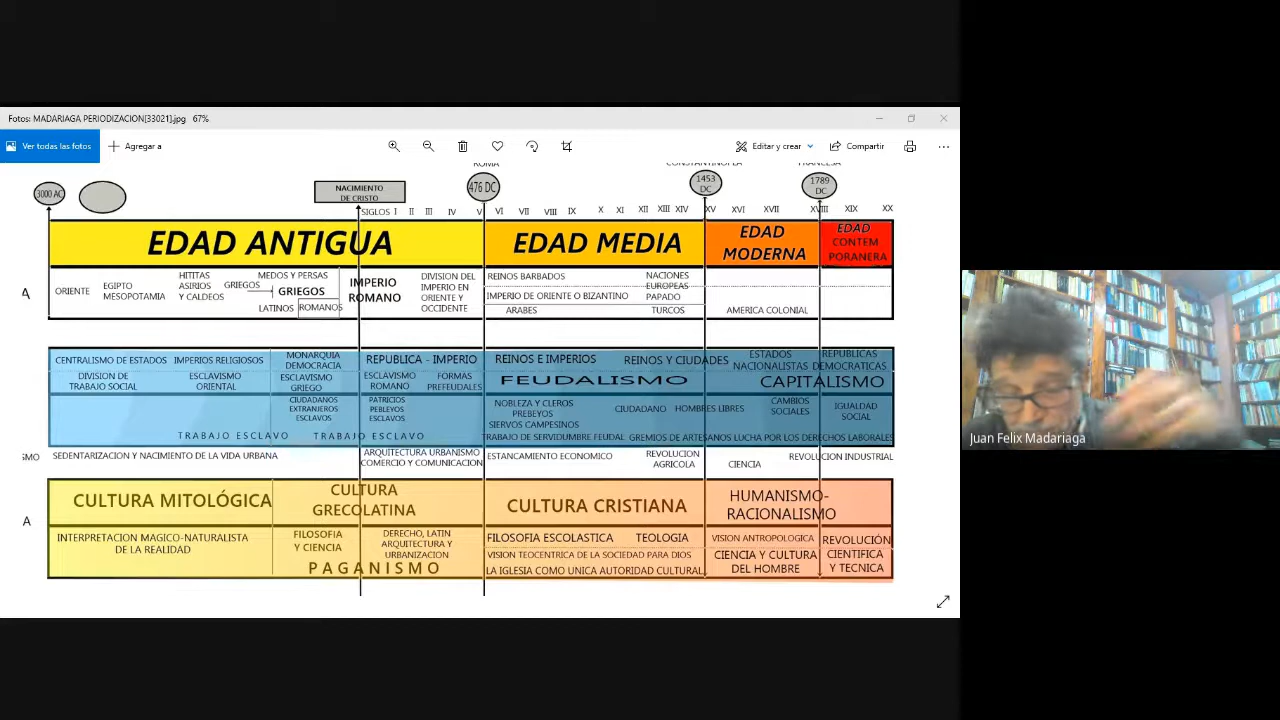 Fotos: MADARIAGA PERIODIZACION[33021].jpg 67%
Ver todas las fotos
Agregar a
Editar y crear
Compartir
ROMA
CONSTANTINOPLA
FRANCESA
3000 AC
NACIMIENTO
DE CRISTO
476 DC
1453
DC
1789
DC
SIGLOS I II III IV V VI VII VIII IX X XI XII XIII XIV XV XVI XVII XVIII XIX XX
EDAD ANTIGUA
EDAD MEDIA
EDAD
MODERNA
EDAD
CONTEM
PORANERA
A
ORIENTE
EGIPTO
MESOPOTAMIA
HITITAS
ASIRIOS
Y CALDEOS
GRIEGOS
MEDOS Y PERSAS
GRIEGOS
LATINOS
ROMANOS
IMPERIO
ROMANO
DIVISION DEL
IMPERIO EN
ORIENTE Y
OCCIDENTE
REINOS BARBADOS
IMPERIO DE ORIENTE O BIZANTINO
ARABES
NACIONES
EUROPEAS
PAPADO
TURCOS
AMERICA COLONIAL
CENTRALISMO DE ESTADOS
IMPERIOS RELIGIOSOS
MONARQUIA
DEMOCRACIA
REPUBLICA - IMPERIO
REINOS E IMPERIOS
REINOS Y CIUDADES
ESTADOS
NACIONALISTAS
REPUBLICAS
DEMOCRATICAS
DIVISION DE
TRABAJO SOCIAL
ESCLAVISMO
ORIENTAL
ESCLAVISMO
GRIEGO
ESCLAVISMO
ROMANO
FORMAS
PREFEUDALES
FEUDALISMO
CAPITALISMO
CIUDADANOS
EXTRANJEROS
ESCLAVOS
PATRICIOS
PEBLEYOS
ESCLAVOS
NOBLEZA Y CLEROS
PREBEYOS
SIERVOS CAMPESINOS
CIUDADANO
HOMBRES LIBRES
CAMBIOS
SOCIALES
IGUALDAD
SOCIAL
TRABAJO ESCLAVO
TRABAJO ESCLAVO
TRABAJO DE SERVIDUMBRE FEUDAL
GREMIOS DE ARTESANOS
LUCHA POR LOS DERECHOS LABORALES
SMO
SEDENTARIZACION Y NACIMIENTO DE LA VIDA URBANA
ARQUITECTURA URBANISMO
COMERCIO Y COMUNICACION
ESTANCAMIENTO ECONOMICO
REVOLUCION
AGRICOLA
CIENCIA
REVOLUCION INDUSTRIAL
A
CULTURA MITOLÓGICA
CULTURA
GRECOLATINA
CULTURA CRISTIANA
HUMANISMO-
RACIONALISMO
INTERPRETACION MAGICO-NATURALISTA
DE LA REALIDAD
FILOSOFIA
Y CIENCIA
DERECHO, LATIN
ARQUITECTURA Y
URBANIZACION
PAGANISMO
FILOSOFIA ESCOLASTICA
TEOLOGIA
VISION TEOCENTRICA DE LA SOCIEDAD PARA DIOS
LA IGLESIA COMO UNICA AUTORIDAD CULTURAL
VISION ANTROPOLOGICA
CIENCIA Y CULTURA
DEL HOMBRE
REVOLUCIÓN
CIENTIFICA
Y TECNICA
Juan Felix Madariaga